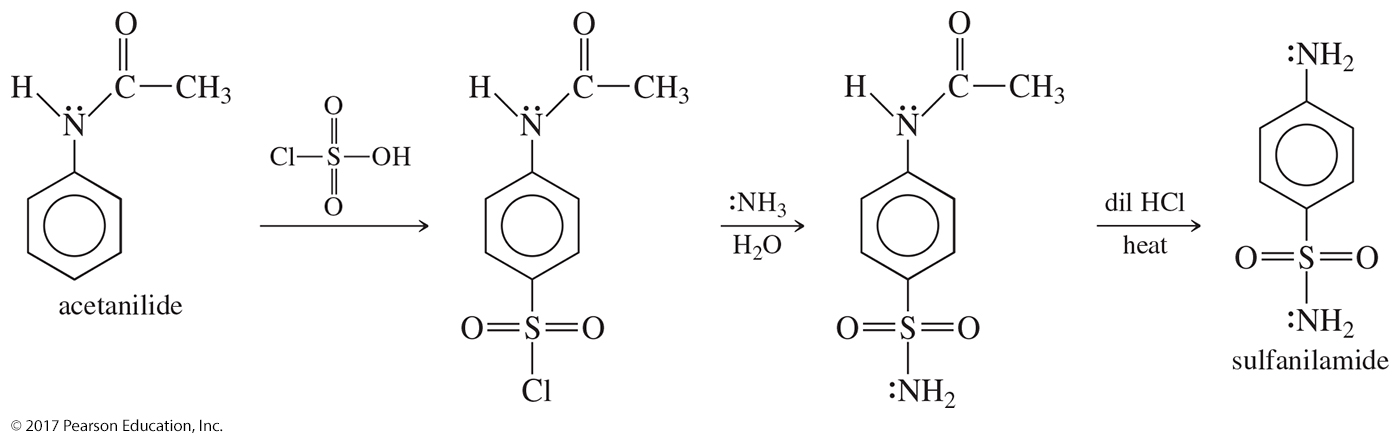 O
H C—CH₃
N̈
acetanilide
O
Cl—S—OH
O
O
H C—CH₃
N̈
O=S=O
Cl
:NH₃
H₂O
O
H C—CH₃
N̈
O=S=O
:NH₂
dil HCl
heat
:NH₂
O=S=O
:NH₂
sulfanilamide
© 2017 Pearson Education, Inc.